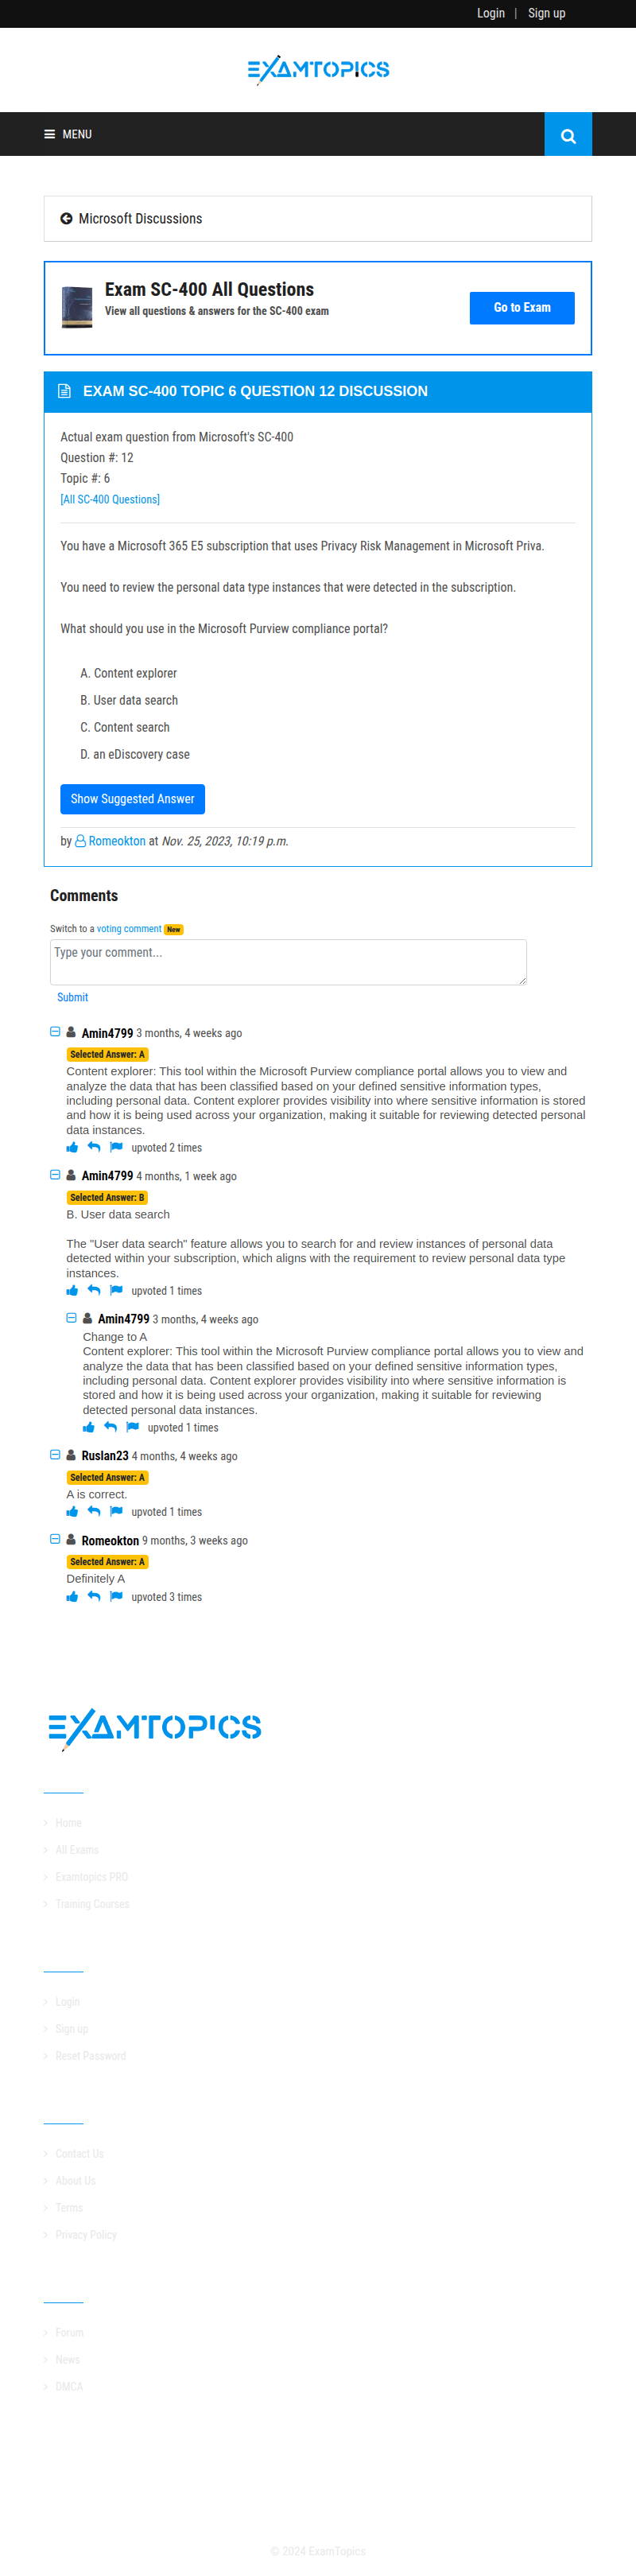 Login | Sign up
EXAMTOPICS
MENU
Microsoft Discussions
Exam SC-400 All Questions
View all questions & answers for the SC-400 exam
Go to Exam
EXAM SC-400 TOPIC 6 QUESTION 12 DISCUSSION
Actual exam question from Microsoft's SC-400
Question #: 12
Topic #: 6
[All SC-400 Questions]
You have a Microsoft 365 E5 subscription that uses Privacy Risk Management in Microsoft Priva.
You need to review the personal data type instances that were detected in the subscription.
What should you use in the Microsoft Purview compliance portal?
A. Content explorer
B. User data search
C. Content search
D. an eDiscovery case
Show Suggested Answer
by Romeokton at Nov. 25, 2023, 10:19 p.m.
Comments
Switch to a voting comment New
Type your comment...
Submit
Amin4799 3 months, 4 weeks ago
Selected Answer: A
Content explorer: This tool within the Microsoft Purview compliance portal allows you to view and
analyze the data that has been classified based on your defined sensitive information types,
including personal data. Content explorer provides visibility into where sensitive information is stored
and how it is being used across your organization, making it suitable for reviewing detected personal
data instances.
upvoted 2 times
Amin4799 4 months, 1 week ago
Selected Answer: B
B. User data search
The "User data search" feature allows you to search for and review instances of personal data
detected within your subscription, which aligns with the requirement to review personal data type
instances.
upvoted 1 times
Amin4799 3 months, 4 weeks ago
Change to A
Content explorer: This tool within the Microsoft Purview compliance portal allows you to view and
analyze the data that has been classified based on your defined sensitive information types,
including personal data. Content explorer provides visibility into where sensitive information is
stored and how it is being used across your organization, making it suitable for reviewing
detected personal data instances.
upvoted 1 times
Ruslan23 4 months, 4 weeks ago
Selected Answer: A
A is correct.
upvoted 1 times
Romeokton 9 months, 3 weeks ago
Selected Answer: A
Definitely A
upvoted 3 times
EXAMTOPICS
Home
All Exams
Examtopics PRO
Training Courses
Login
Sign up
Reset Password
Contact Us
About Us
Terms
Privacy Policy
Forum
News
DMCA
© 2024 ExamTopics